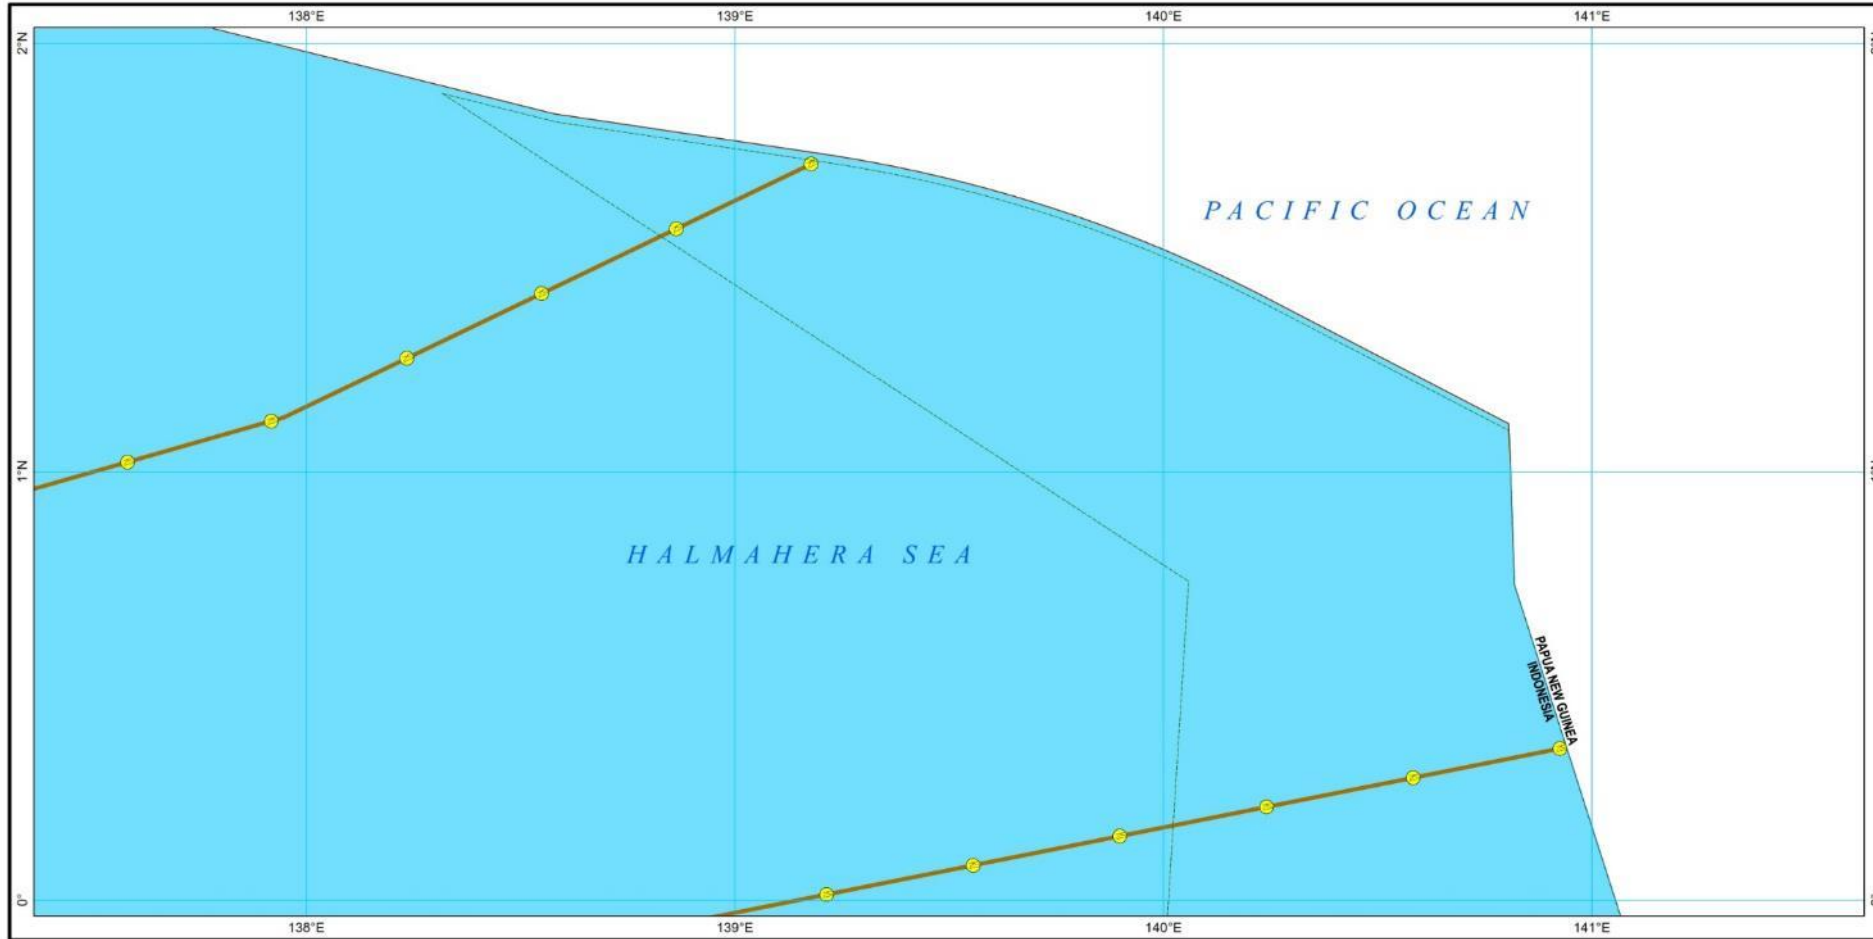 138°E
139°E
140°E
141°E
2°N
PACIFIC OCEAN
1°N
HALMAHERA SEA
PAPUA NEW GUINEA
INDONESIA
0°
138°E
139°E
140°E
141°E